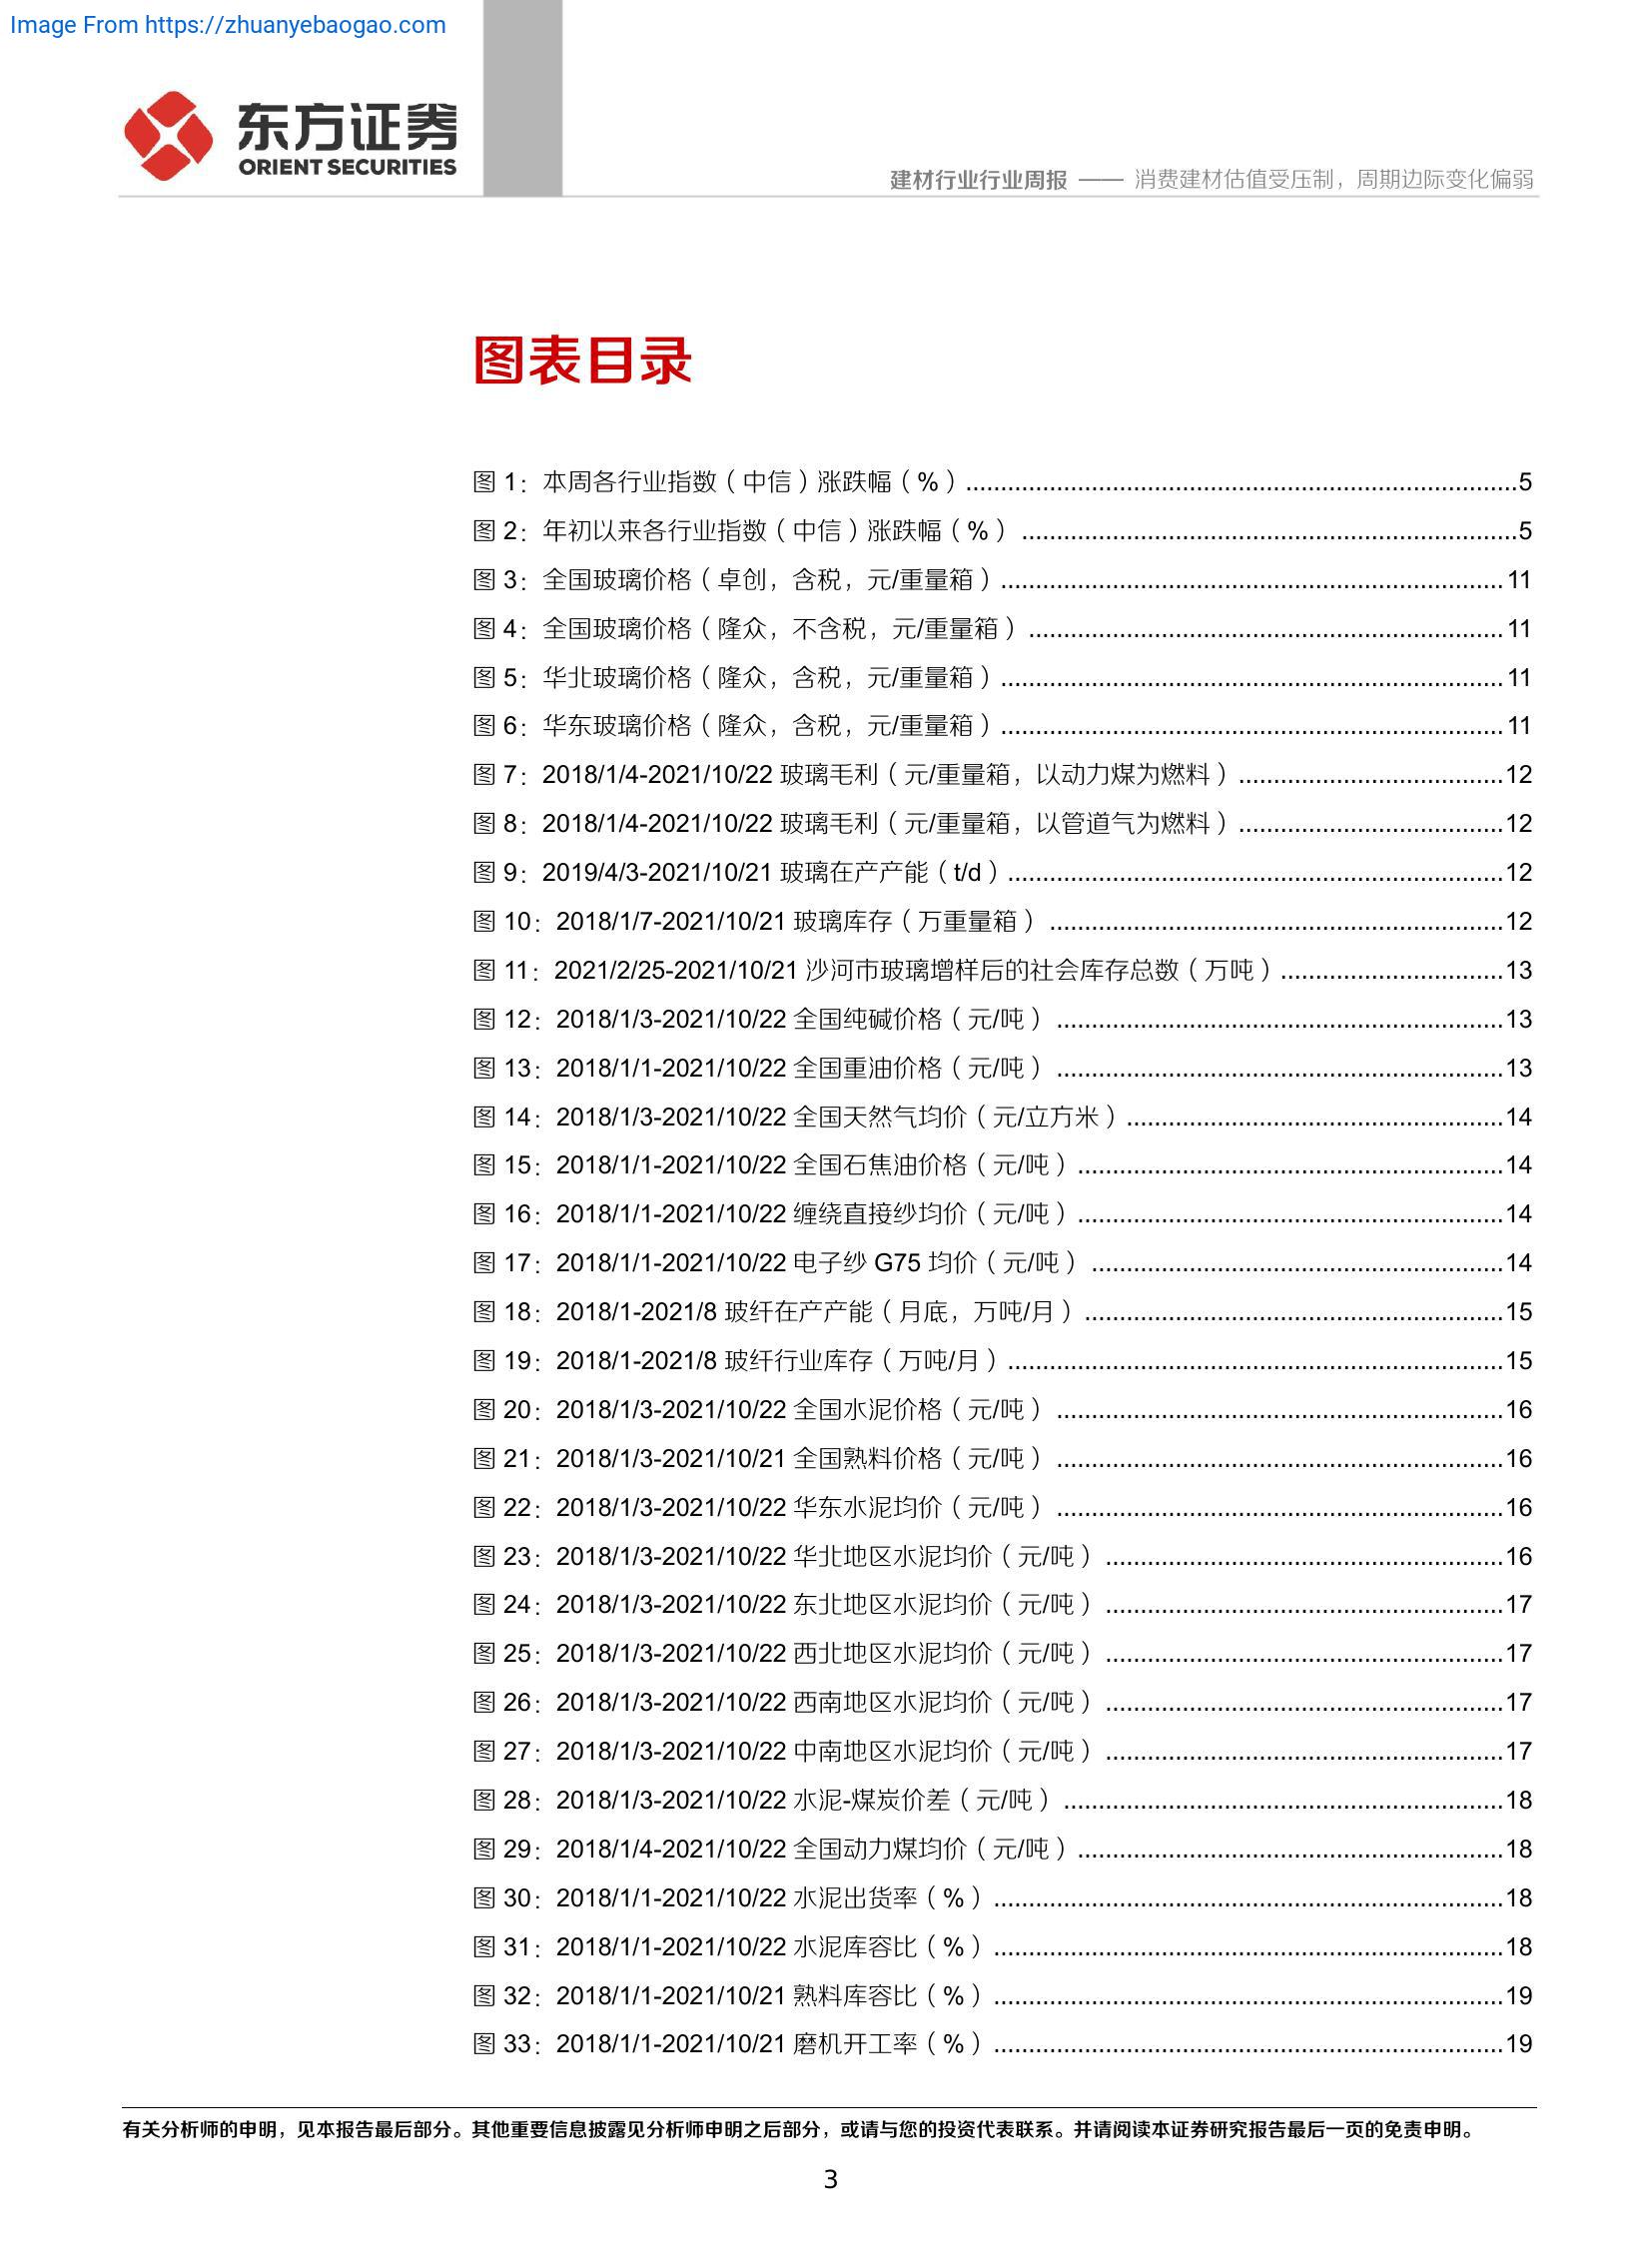 Image From https://zhuanyebaogao.com
东方证券
ORIENT SECURITIES
建材行业行业周报 —— 消费建材估值受压制，周期边际变化偏弱
图表目录
图 1：本周各行业指数（中信）涨跌幅（%）...............................................................................5
图 2：年初以来各行业指数（中信）涨跌幅（%）.......................................................................5
图 3：全国玻璃价格（卓创，含税，元/重量箱）........................................................................11
图 4：全国玻璃价格（隆众，不含税，元/重量箱）....................................................................11
图 5：华北玻璃价格（隆众，含税，元/重量箱）........................................................................11
图 6：华东玻璃价格（隆众，含税，元/重量箱）........................................................................11
图 7：2018/1/4-2021/10/22 玻璃毛利（元/重量箱，以动力煤为燃料）......................................12
图 8：2018/1/4-2021/10/22 玻璃毛利（元/重量箱，以管道气为燃料）......................................12
图 9：2019/4/3-2021/10/21 玻璃在产产能（t/d）.......................................................................12
图 10：2018/1/7-2021/10/21 玻璃库存（万重量箱）.................................................................12
图 11：2021/2/25-2021/10/21 沙河市玻璃增样后的社会库存总数（万吨）................................13
图 12：2018/1/3-2021/10/22 全国纯碱价格（元/吨）................................................................13
图 13：2018/1/1-2021/10/22 全国重油价格（元/吨）................................................................13
图 14：2018/1/3-2021/10/22 全国天然气均价（元/立方米）......................................................14
图 15：2018/1/1-2021/10/22 全国石焦油价格（元/吨）.............................................................14
图 16：2018/1/1-2021/10/22 缠绕直接纱均价（元/吨）.............................................................14
图 17：2018/1/1-2021/10/22 电子纱 G75 均价（元/吨）...........................................................14
图 18：2018/1-2021/8 玻纤在产产能（月底，万吨/月）............................................................15
图 19：2018/1-2021/8 玻纤行业库存（万吨/月）.......................................................................15
图 20：2018/1/3-2021/10/22 全国水泥价格（元/吨）................................................................16
图 21：2018/1/3-2021/10/21 全国熟料价格（元/吨）................................................................16
图 22：2018/1/3-2021/10/22 华东水泥均价（元/吨）................................................................16
图 23：2018/1/3-2021/10/22 华北地区水泥均价（元/吨）.........................................................16
图 24：2018/1/3-2021/10/22 东北地区水泥均价（元/吨）.........................................................17
图 25：2018/1/3-2021/10/22 西北地区水泥均价（元/吨）.........................................................17
图 26：2018/1/3-2021/10/22 西南地区水泥均价（元/吨）.........................................................17
图 27：2018/1/3-2021/10/22 中南地区水泥均价（元/吨）.........................................................17
图 28：2018/1/3-2021/10/22 水泥-煤炭价差（元/吨）...............................................................18
图 29：2018/1/4-2021/10/22 全国动力煤均价（元/吨）.............................................................18
图 30：2018/1/1-2021/10/22 水泥出货率（%）.........................................................................18
图 31：2018/1/1-2021/10/22 水泥库容比（%）.........................................................................18
图 32：2018/1/1-2021/10/21 熟料库容比（%）.........................................................................19
图 33：2018/1/1-2021/10/21 磨机开工率（%）.........................................................................19
有关分析师的申明，见本报告最后部分。其他重要信息披露见分析师申明之后部分，或请与您的投资代表联系。并请阅读本证券研究报告最后一页的免责申明。
3